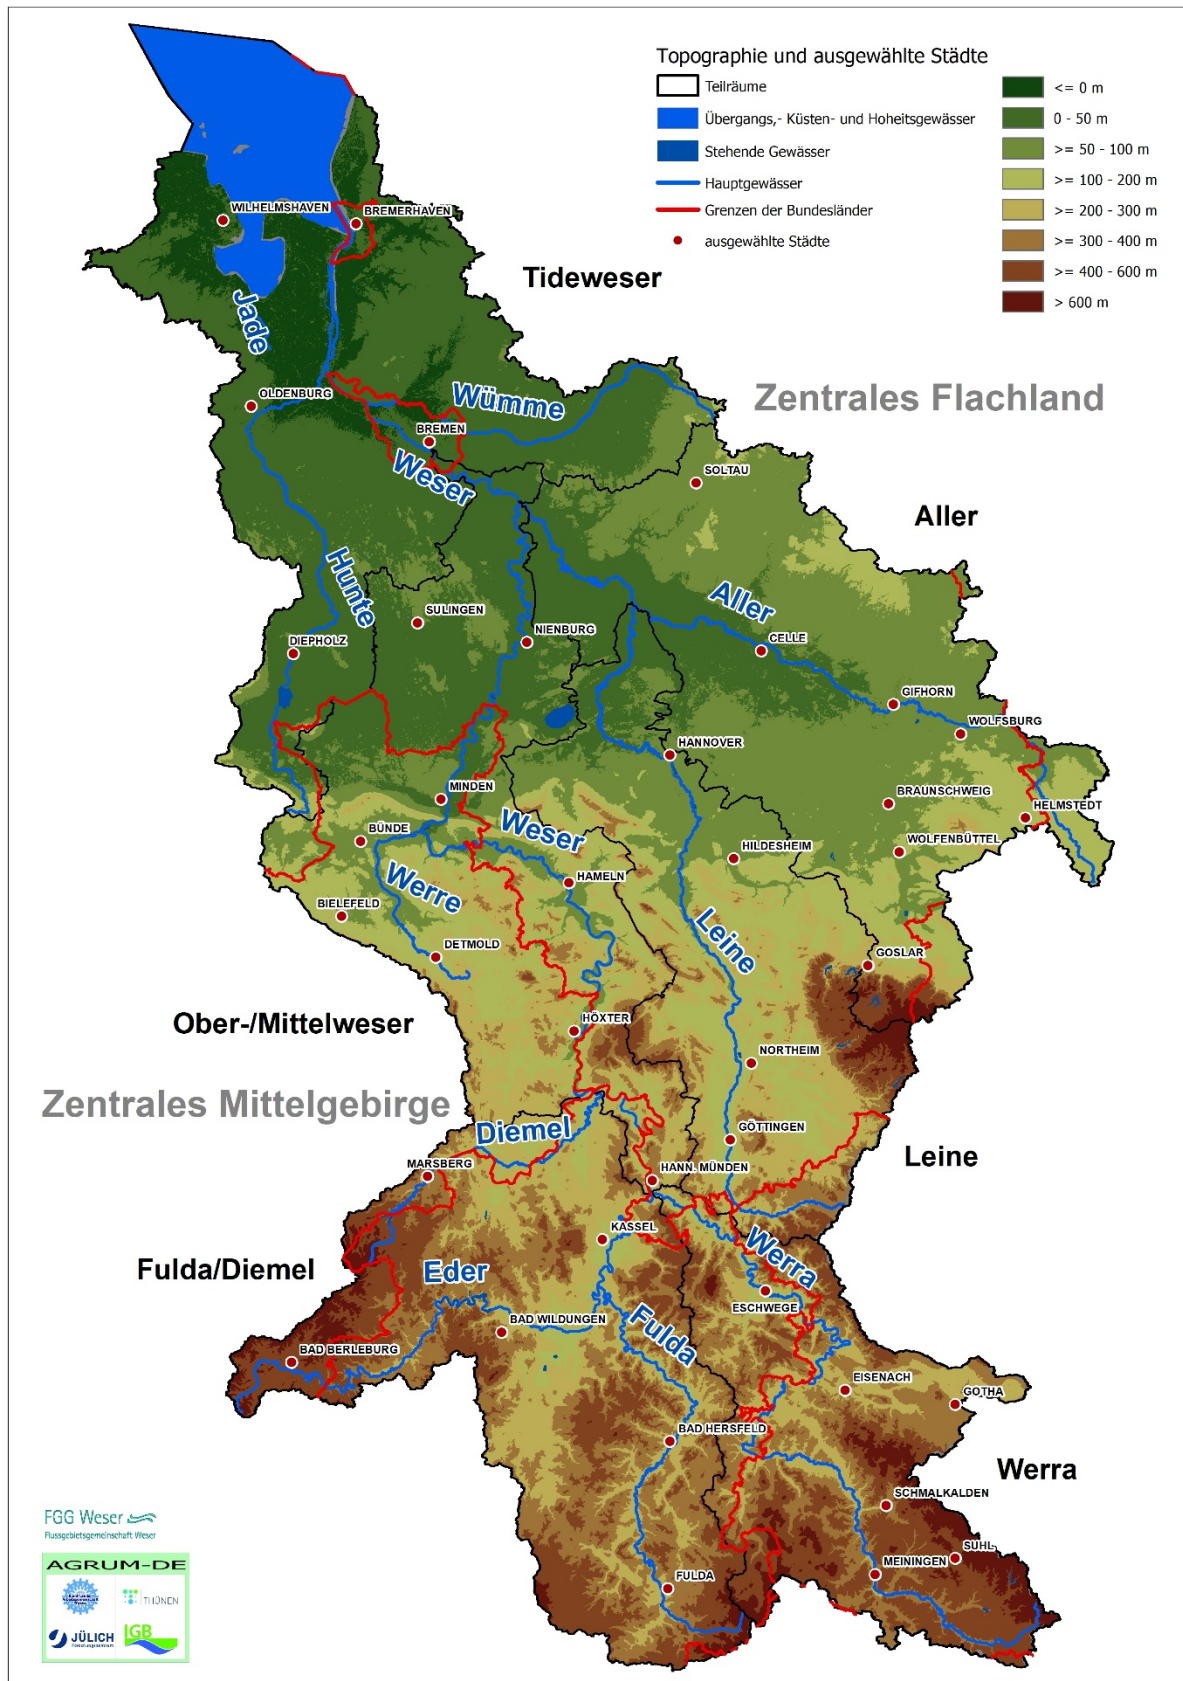 Topographie und ausgewählte Städte
Teilräume
Übergangs,- Küsten- und Hoheitsgewässer
Stehende Gewässer
Hauptgewässer
Grenzen der Bundesländer
ausgewählte Städte
<= 0 m
0 - 50 m
>= 50 - 100 m
>= 100 - 200 m
>= 200 - 300 m
>= 300 - 400 m
>= 400 - 600 m
> 600 m
WILHELMSHAVEN
BREMERHAVEN
Tideweser
Jade
OLDENBURG
Wümme
Zentrales Flachland
BREMEN
Weser
SOLTAU
Aller
Hunte
Aller
SULINGEN
NIENBURG
DIEPHOLZ
CELLE
GIFHORN
WOLFSBURG
HANNOVER
MINDEN
BRAUNSCHWEIG
HELMSTEDT
BÜNDE
Weser
HILDESHEIM
WOLFENBÜTTEL
Werre
HAMELN
BIELEFELD
Leine
DETMOLD
GOSLAR
Ober-/Mittelweser
HÖXTER
NORTHEIM
Zentrales Mittelgebirge
Diemel
GÖTTINGEN
Leine
MARSBERG
HANN. MÜNDEN
KASSEL
Werra
Fulda/Diemel
Eder
ESCHWEGE
BAD WILDUNGEN
Fulda
BAD BERLEBURG
EISENACH
GOTHA
BAD HERSFELD
Werra
SCHMALKALDEN
SUHL
MEININGEN
FULDA
FGG Weser
Flussgebietsgemeinschaft Weser
AGRUM-DE
THÜNEN
JÜLICH
Forschungszentrum
IGB